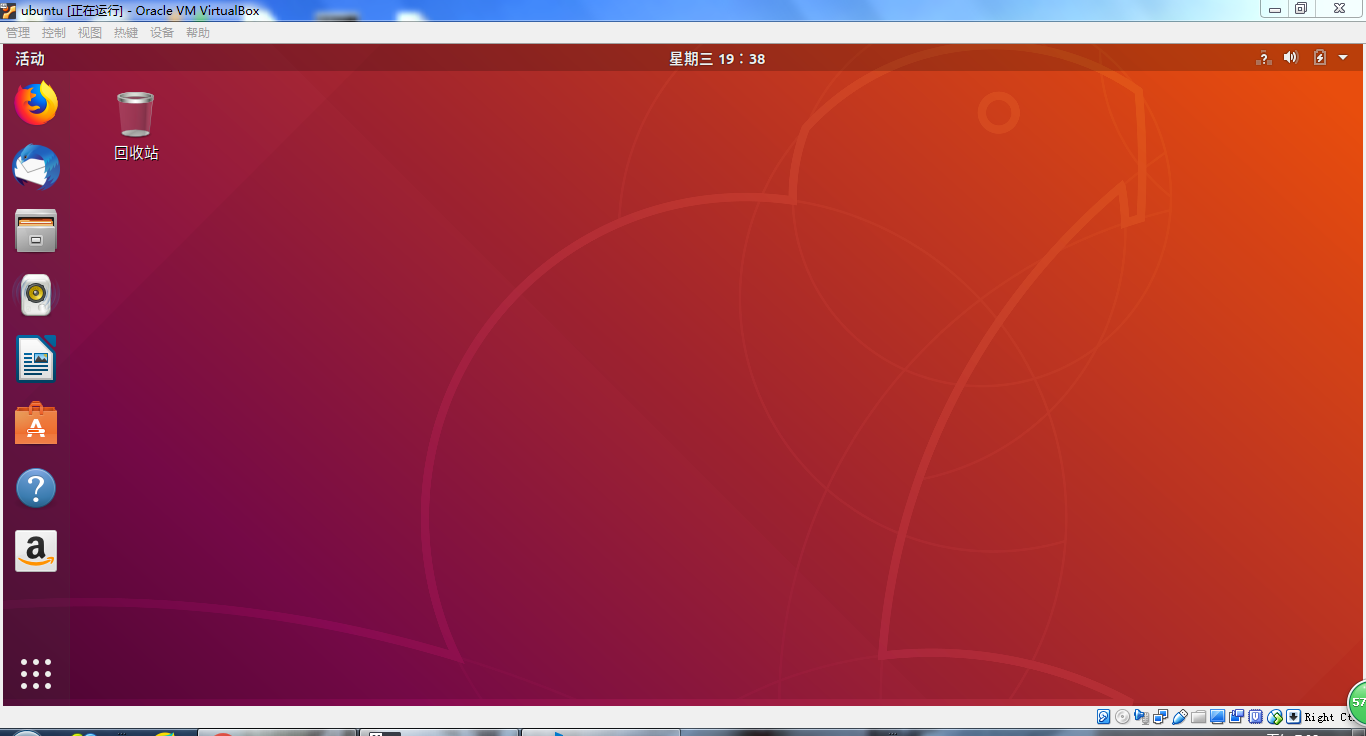 ubuntu [正在运行] - Oracle VM VirtualBox
管理 控制 视图 热键 设备 帮助
活动
星期三 19：38
回收站
57
Right Ct